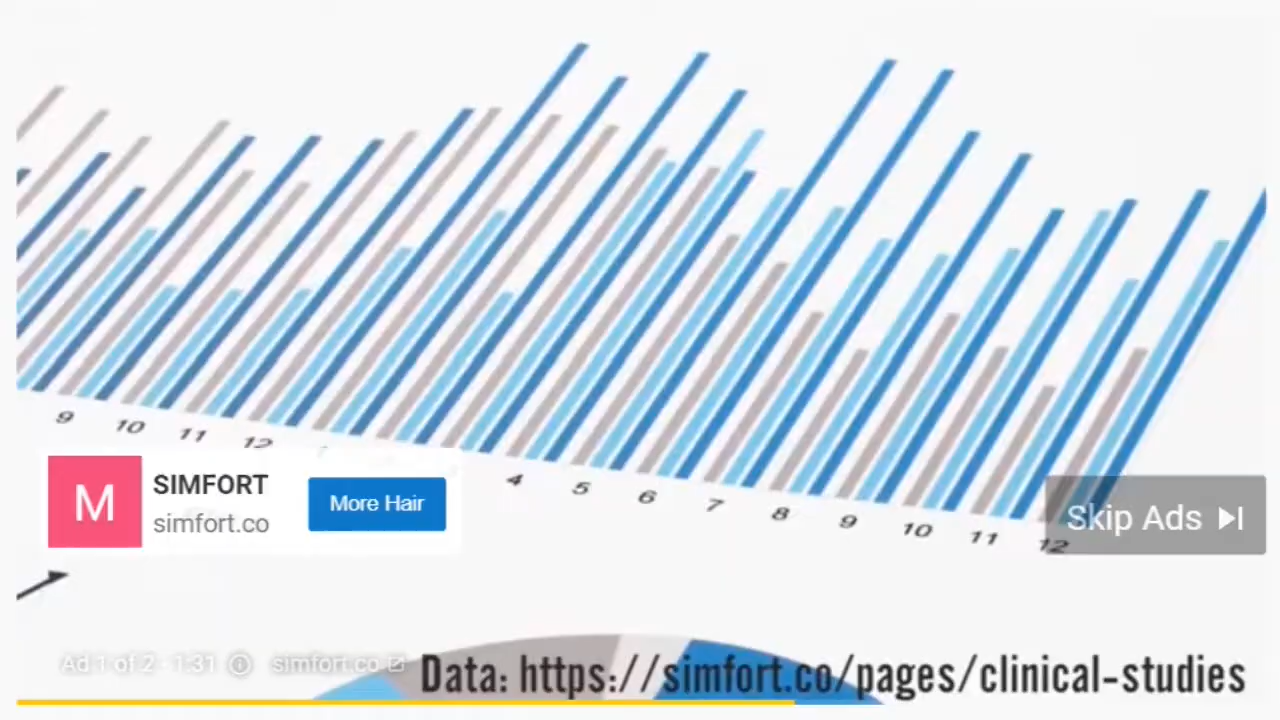 9 10 11 12
4 5 6 7 8 9 10 11 12
M
SIMFORT
simfort.co
More Hair
Skip Ads
Ad 1 of 2 · 1:31
simfort.co
Data: https://simfort.co/pages/clinical-studies